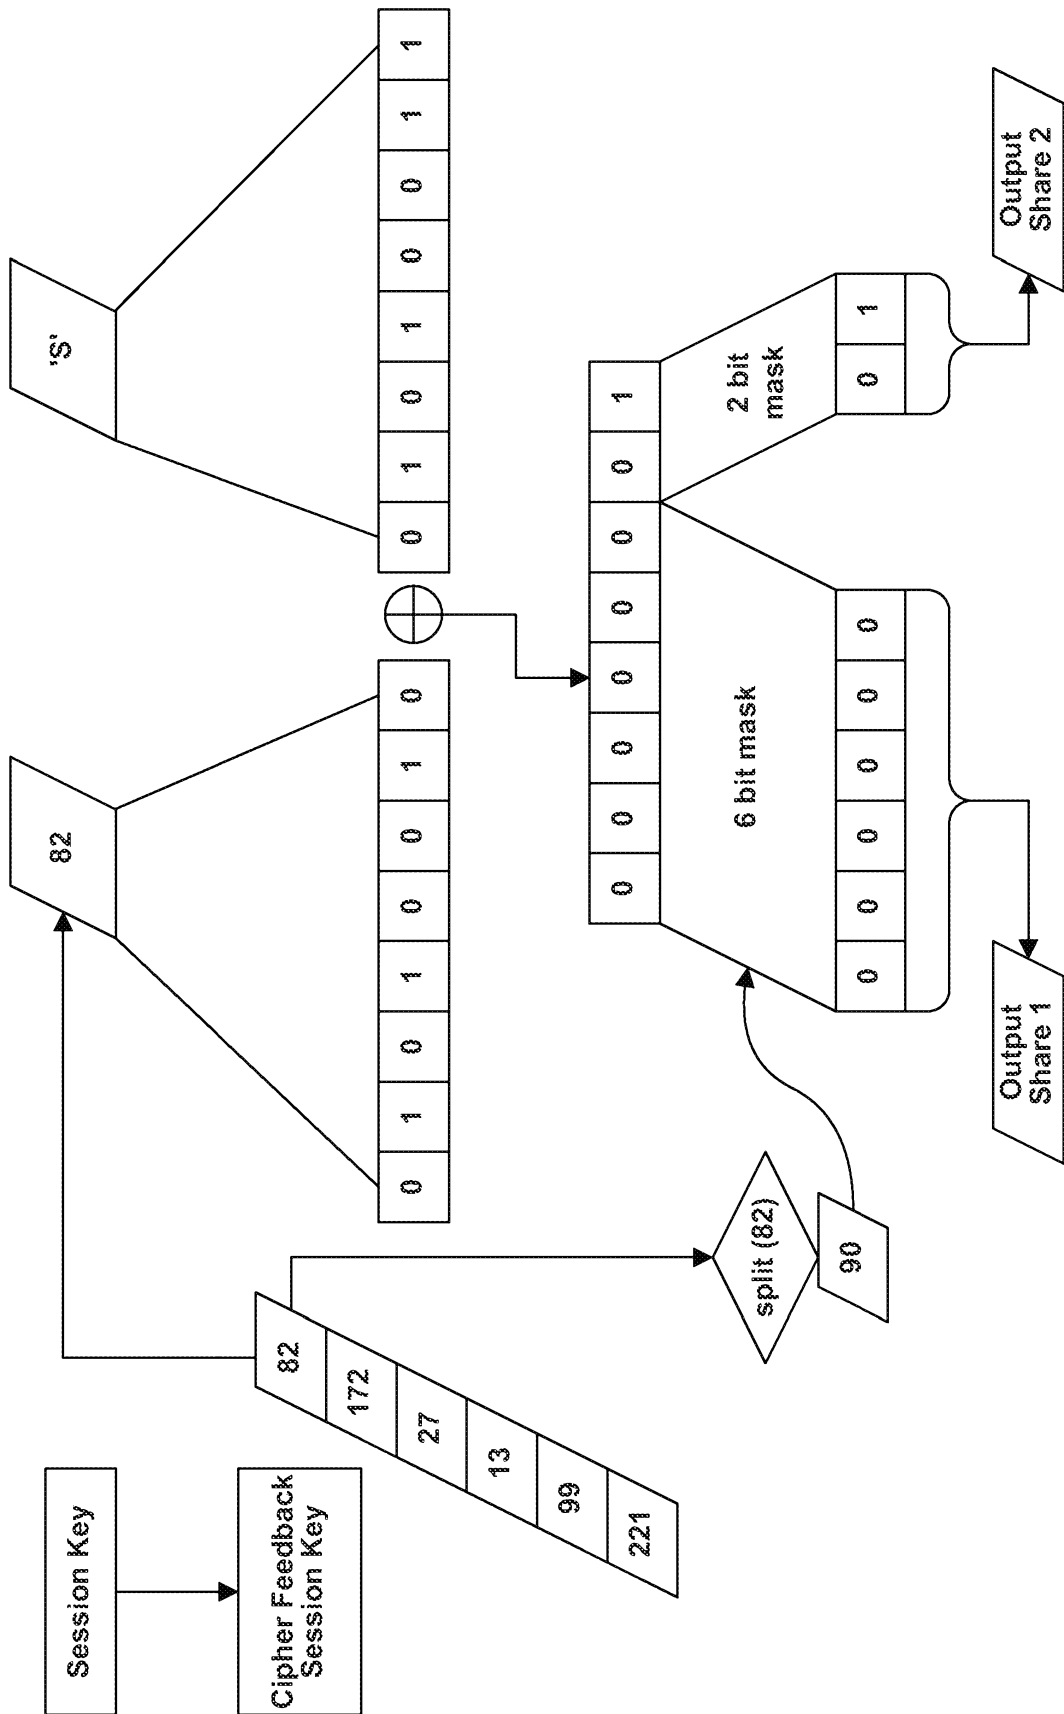 Session Key
Cipher Feedback
Session Key
82
172
27
13
99
221
82
'S'
0 1 0 1 0 0 1 0
0 1 0 1 0 0 1 1
split (82)
90
0 0 0 0 0 0 0 1
6 bit mask
2 bit
mask
0 0 0 0 0 0
0 1
Output
Share 1
Output
Share 2